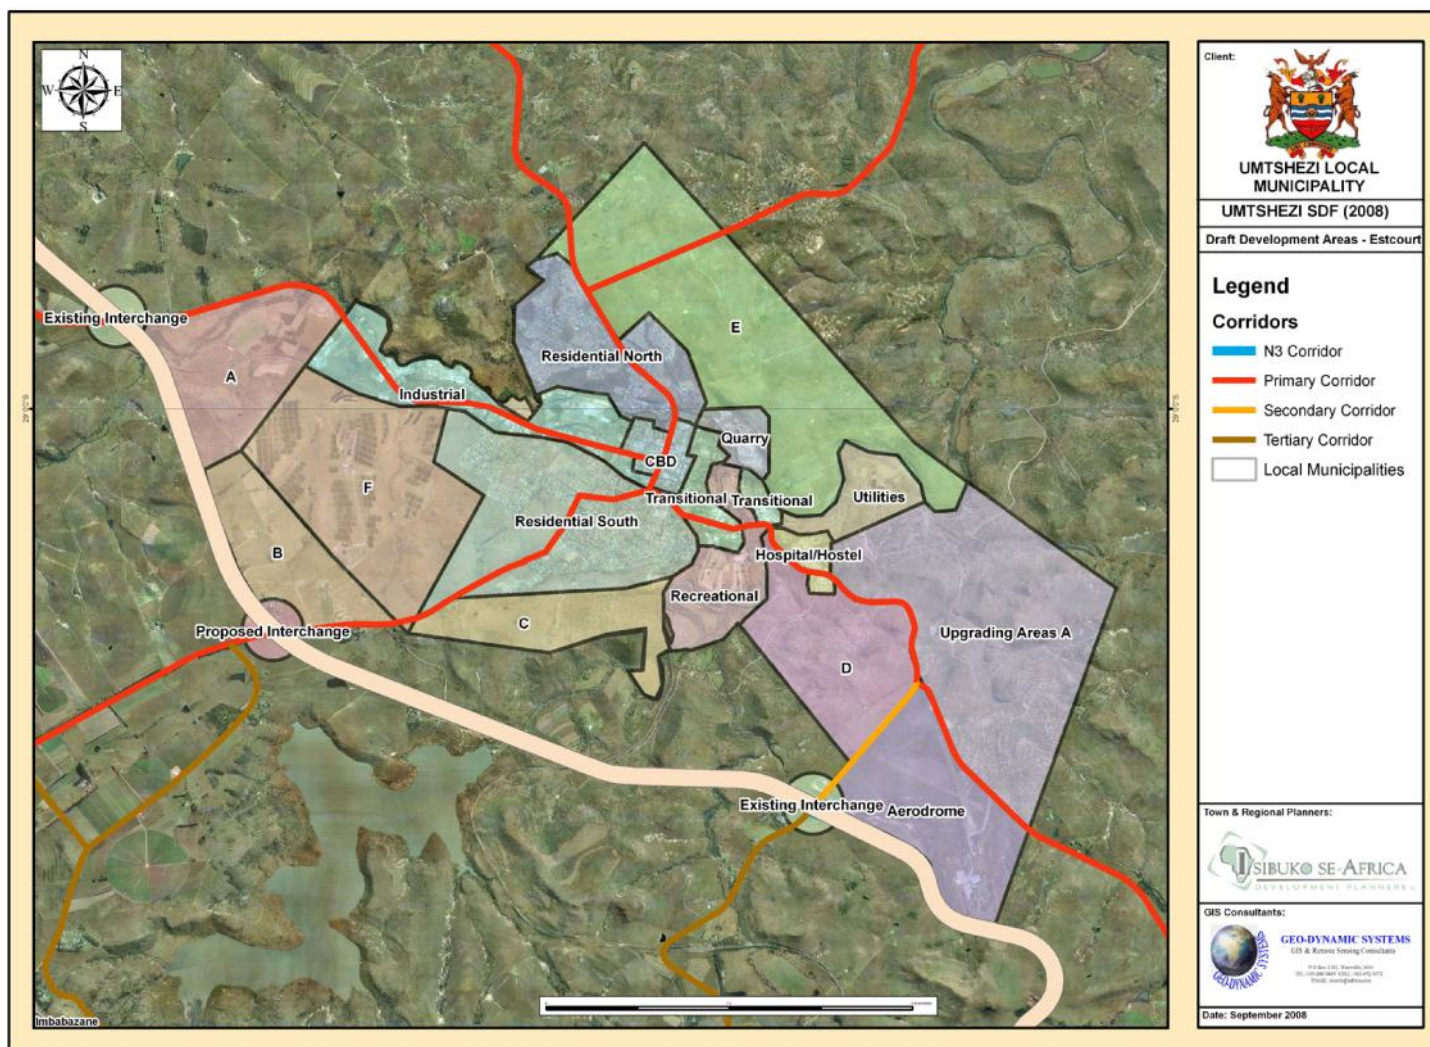 N
W
E
S
Existing Interchange
A
Industrial
Residential North
E
F
CBD
Quarry
Transitional
Transitional
Utilities
Residential South
B
Hospital/Hostel
Recreational
Proposed Interchange
C
Upgrading Areas A
D
Existing Interchange
Aerodrome
Imbabazane
Client:
UMTSHEZI LOCAL
MUNICIPALITY
UMTSHEZI SDF (2008)
Draft Development Areas - Estcourt
Legend
Corridors
N3 Corridor
Primary Corridor
Secondary Corridor
Tertiary Corridor
Local Municipalities
Town & Regional Planners:
ISIBUKO SE-AFRICA
DEVELOPMENT PLANNERS
GIS Consultants:
GEO-DYNAMIC SYSTEMS
GEO-DYNAMIC SYSTEMS
GIS & Remote Sensing Consultants
Date: September 2008